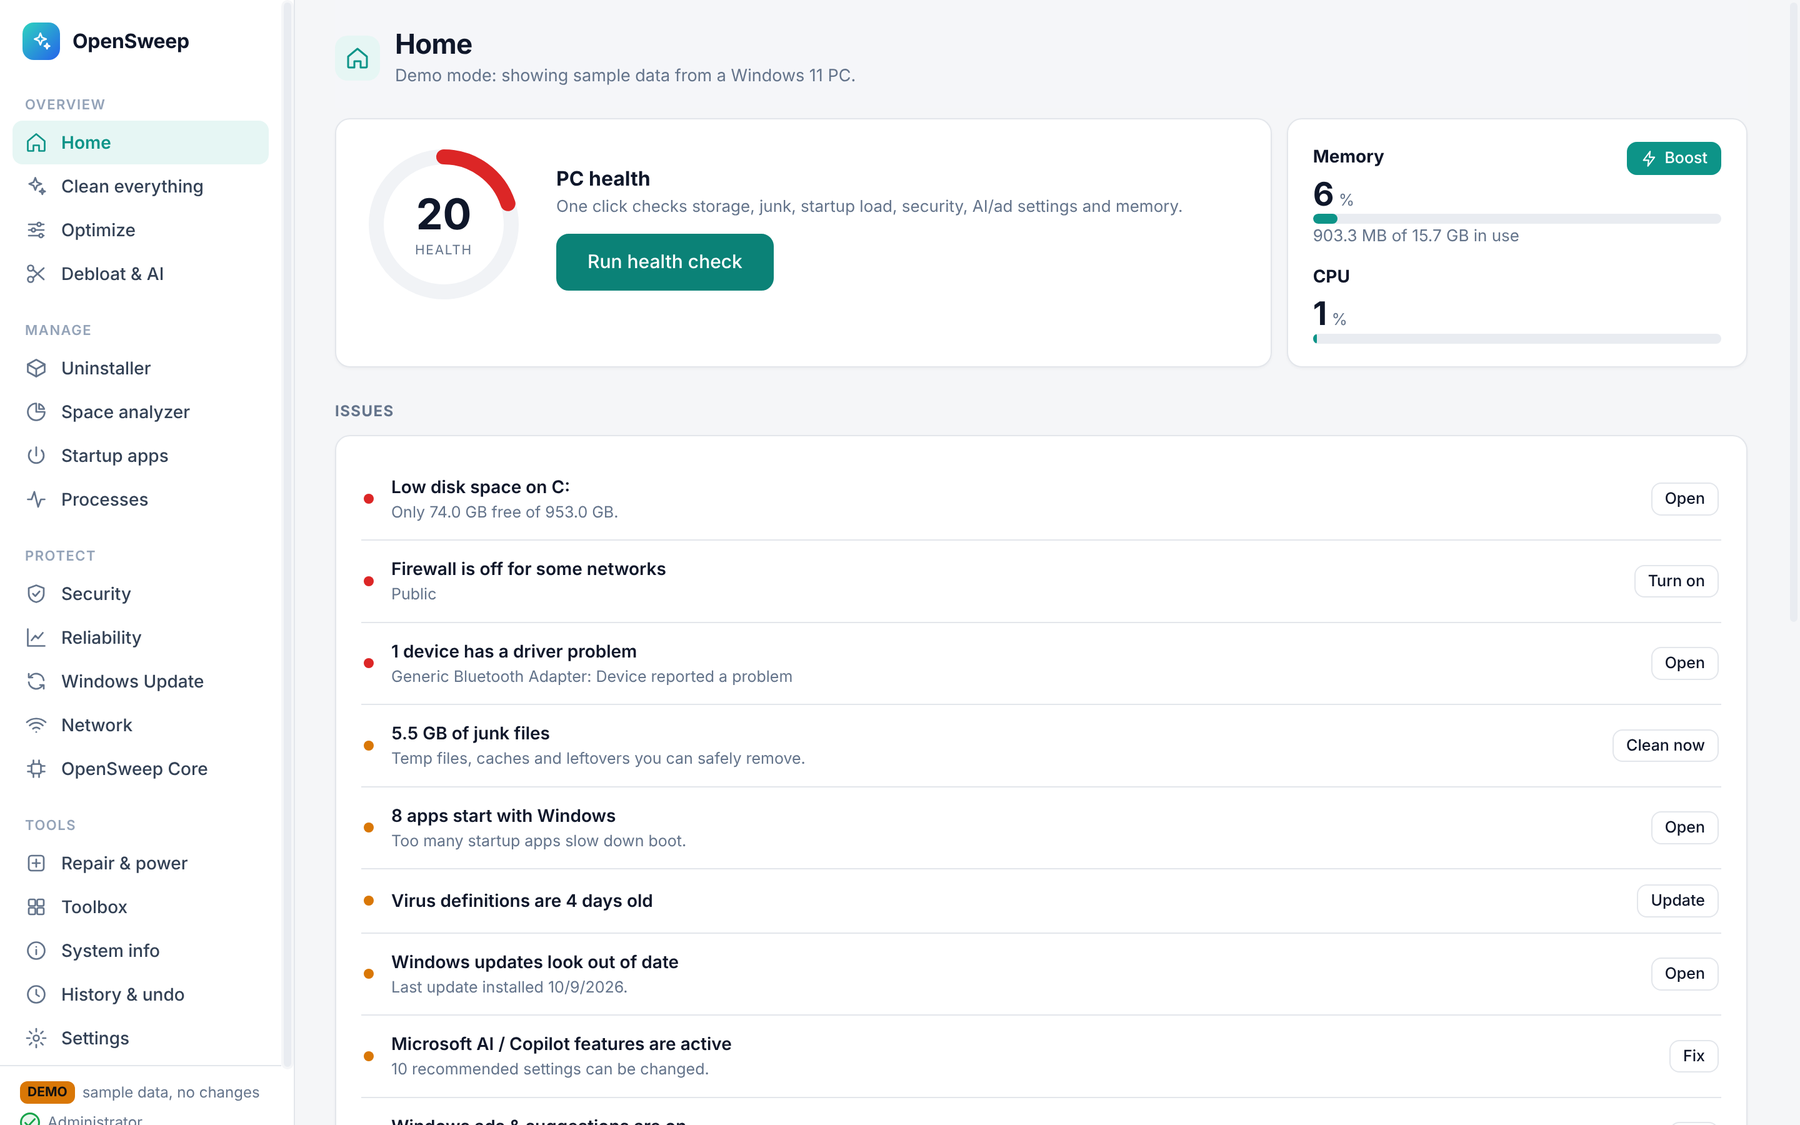 OpenSweep
OVERVIEW
Home
Clean everything
Optimize
Debloat & AI
MANAGE
Uninstaller
Space analyzer
Startup apps
Processes
PROTECT
Security
Reliability
Windows Update
Network
OpenSweep Core
TOOLS
Repair & power
Toolbox
System info
History & undo
Settings
DEMO sample data, no changes
Administrator
Home
Demo mode: showing sample data from a Windows 11 PC.
20
HEALTH
PC health
One click checks storage, junk, startup load, security, AI/ad settings and memory.
Run health check
Memory
Boost
6 %
903.3 MB of 15.7 GB in use
CPU
1 %
ISSUES
Low disk space on C:
Only 74.0 GB free of 953.0 GB.
Open
Firewall is off for some networks
Public
Turn on
1 device has a driver problem
Generic Bluetooth Adapter: Device reported a problem
Open
5.5 GB of junk files
Temp files, caches and leftovers you can safely remove.
Clean now
8 apps start with Windows
Too many startup apps slow down boot.
Open
Virus definitions are 4 days old
Update
Windows updates look out of date
Last update installed 10/9/2026.
Open
Microsoft AI / Copilot features are active
10 recommended settings can be changed.
Fix
Windows ads & suggestions are on